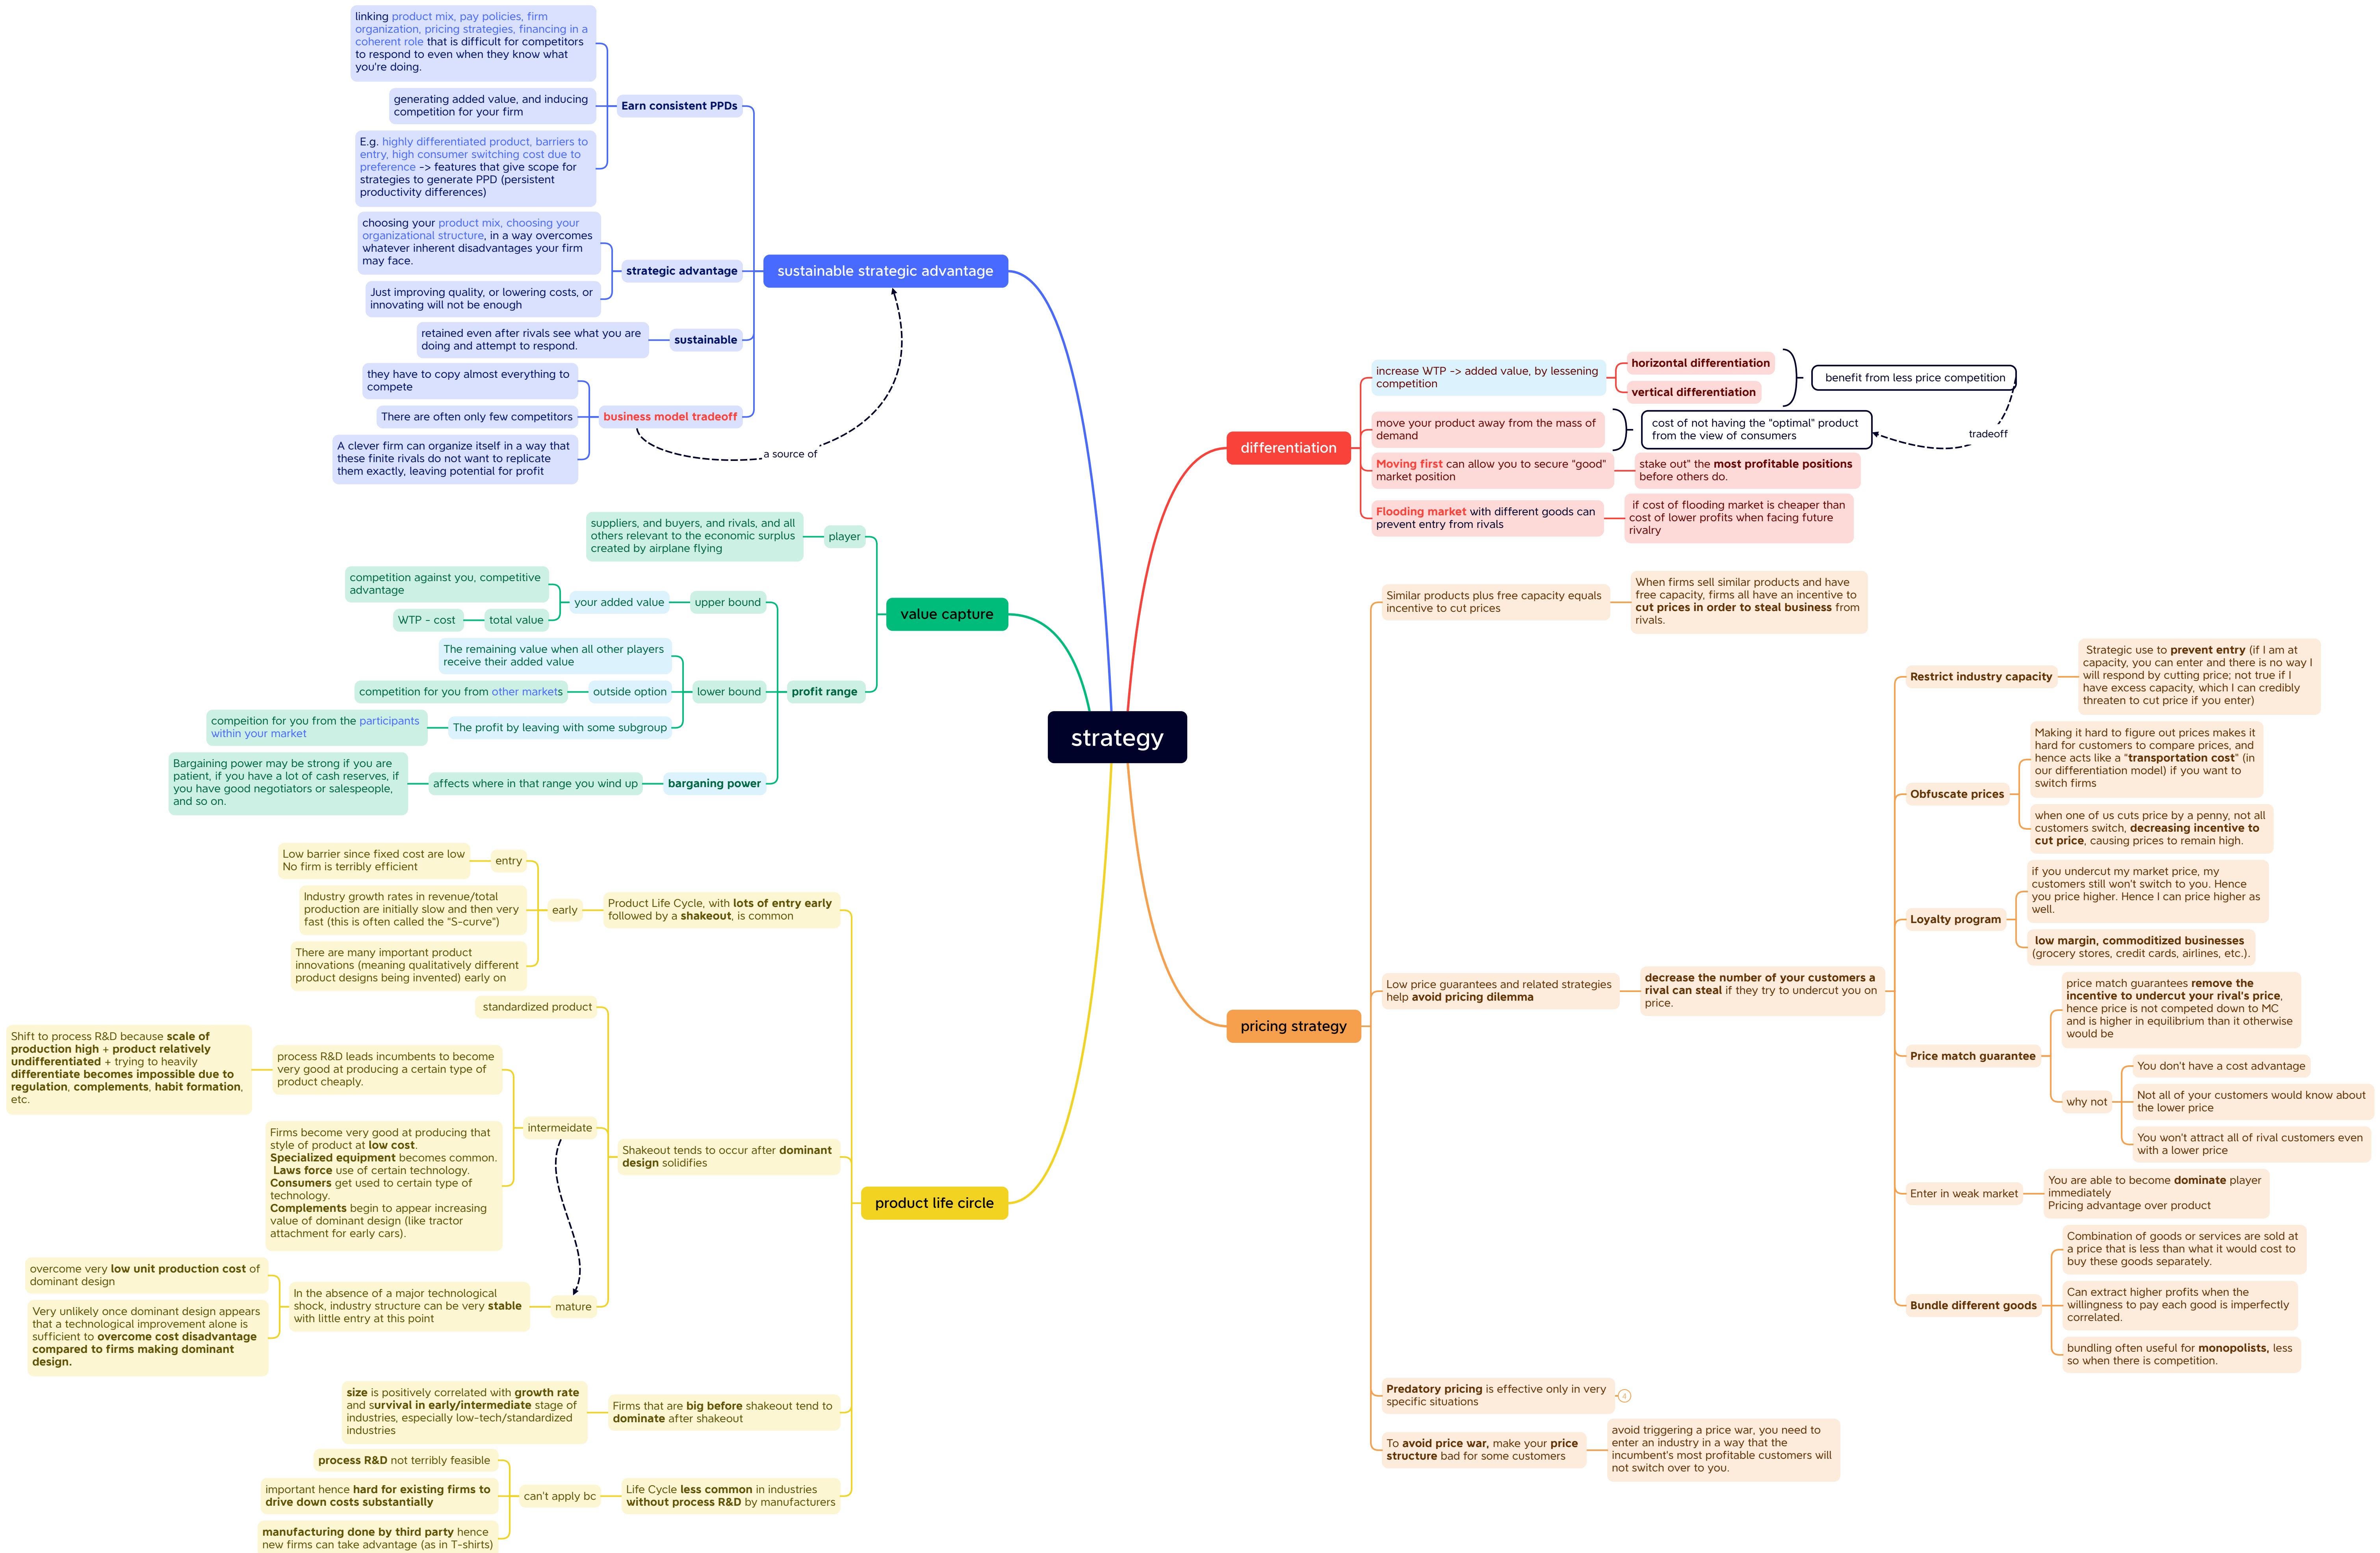 strategy
sustainable strategic advantage
Earn consistent PPDs
linking product mix, pay policies, firm
organization, pricing strategies, financing in a
coherent role that is difficult for competitors
to respond to even when they know what
you're doing.
generating added value, and inducing
competition for your firm
E.g. highly differentiated product, barriers to
entry, high consumer switching cost due to
preference -> features that give scope for
strategies to generate PPD (persistent
productivity differences)
strategic advantage
choosing your product mix, choosing your
organizational structure, in a way overcomes
whatever inherent disadvantages your firm
may face.
Just improving quality, or lowering costs, or
innovating will not be enough
sustainable
retained even after rivals see what you are
doing and attempt to respond.
business model tradeoff
they have to copy almost everything to
compete
There are often only few competitors
A clever firm can organize itself in a way that
these finite rivals do not want to replicate
them exactly, leaving potential for profit
a source of
value capture
player
suppliers, and buyers, and rivals, and all
others relevant to the economic surplus
created by airplane flying
profit range
upper bound
your added value
competition against you, competitive
advantage
total value
WTP - cost
lower bound
The remaining value when all other players
receive their added value
outside option
competition for you from other markets
The profit by leaving with some subgroup
compeition for you from the participants
within your market
barganing power
affects where in that range you wind up
Bargaining power may be strong if you are
patient, if you have a lot of cash reserves, if
you have good negotiators or salespeople,
and so on.
product life circle
Product Life Cycle, with lots of entry early
followed by a shakeout, is common
early
entry
Low barrier since fixed cost are low
No firm is terribly efficient
Industry growth rates in revenue/total
production are initially slow and then very
fast (this is often called the "S-curve")
There are many important product
innovations (meaning qualitatively different
product designs being invented) early on
Shakeout tends to occur after dominant
design solidifies
standardized product
intermeidate
process R&D leads incumbents to become
very good at producing a certain type of
product cheaply.
Shift to process R&D because scale of
production high + product relatively
undifferentiated + trying to heavily
differentiate becomes impossible due to
regulation, complements, habit formation,
etc.
Firms become very good at producing that
style of product at low cost.
Specialized equipment becomes common.
Laws force use of certain technology.
Consumers get used to certain type of
technology.
Complements begin to appear increasing
value of dominant design (like tractor
attachment for early cars).
mature
In the absence of a major technological
shock, industry structure can be very stable
with little entry at this point
overcome very low unit production cost of
dominant design
Very unlikely once dominant design appears
that a technological improvement alone is
sufficient to overcome cost disadvantage
compared to firms making dominant
design.
Firms that are big before shakeout tend to
dominate after shakeout
size is positively correlated with growth rate
and survival in early/intermediate stage of
industries, especially low-tech/standardized
industries
Life Cycle less common in industries
without process R&D by manufacturers
can't apply bc
process R&D not terribly feasible
important hence hard for existing firms to
drive down costs substantially
manufacturing done by third party hence
new firms can take advantage (as in T-shirts)
differentiation
increase WTP -> added value, by lessening
competition
horizontal differentiation
vertical differentiation
benefit from less price competition
move your product away from the mass of
demand
cost of not having the "optimal" product
from the view of consumers
tradeoff
Moving first can allow you to secure "good"
market position
stake out" the most profitable positions
before others do.
Flooding market with different goods can
prevent entry from rivals
if cost of flooding market is cheaper than
cost of lower profits when facing future
rivalry
pricing strategy
Similar products plus free capacity equals
incentive to cut prices
When firms sell similar products and have
free capacity, firms all have an incentive to
cut prices in order to steal business from
rivals.
Low price guarantees and related strategies
help avoid pricing dilemma
decrease the number of your customers a
rival can steal if they try to undercut you on
price.
Restrict industry capacity
Strategic use to prevent entry (if I am at
capacity, you can enter and there is no way I
will respond by cutting price; not true if I
have excess capacity, which I can credibly
threaten to cut price if you enter)
Obfuscate prices
Making it hard to figure out prices makes it
hard for customers to compare prices, and
hence acts like a "transportation cost" (in
our differentiation model) if you want to
switch firms
when one of us cuts price by a penny, not all
customers switch, decreasing incentive to
cut price, causing prices to remain high.
Loyalty program
if you undercut my market price, my
customers still won't switch to you. Hence
you price higher. Hence I can price higher as
well.
low margin, commoditized businesses
(grocery stores, credit cards, airlines, etc.).
Price match guarantee
price match guarantees remove the
incentive to undercut your rival's price,
hence price is not competed down to MC
and is higher in equilibrium than it otherwise
would be
why not
You don't have a cost advantage
Not all of your customers would know about
the lower price
You won't attract all of rival customers even
with a lower price
Enter in weak market
You are able to become dominate player
immediately
Pricing advantage over product
Bundle different goods
Combination of goods or services are sold at
a price that is less than what it would cost to
buy these goods separately.
Can extract higher profits when the
willingness to pay each good is imperfectly
correlated.
bundling often useful for monopolists, less
so when there is competition.
Predatory pricing is effective only in very
specific situations
4
To avoid price war, make your price
structure bad for some customers
avoid triggering a price war, you need to
enter an industry in a way that the
incumbent's most profitable customers will
not switch over to you.